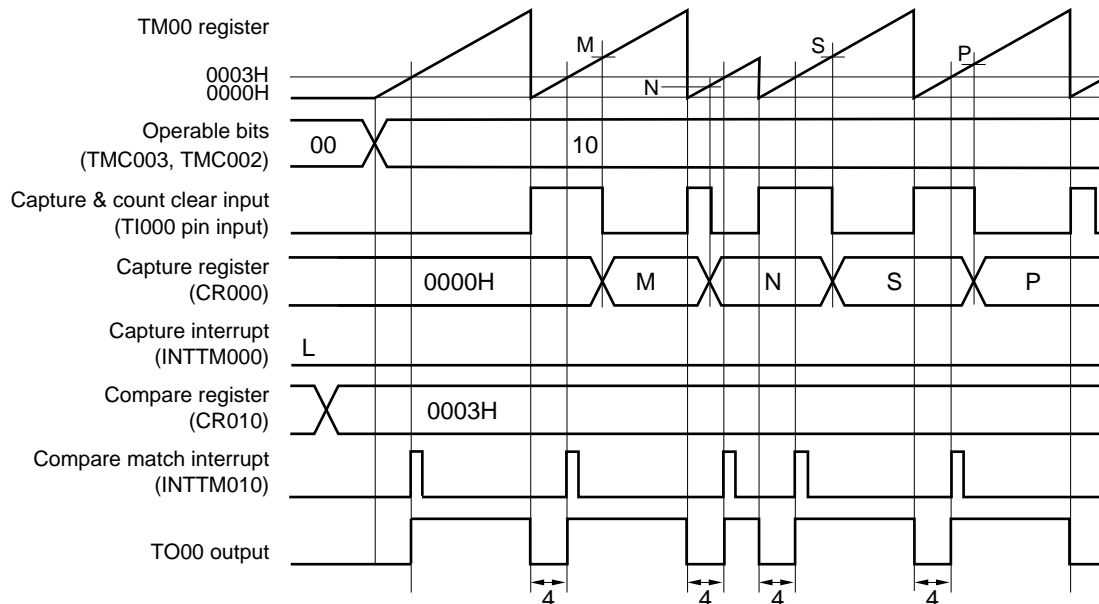 TM00 register
M
S
P
0003H
N
0000H
Operable bits
(TMC003, TMC002)
00
10
Capture & count clear input
(TI000 pin input)
Capture register
(CR000)
0000H
M
N
S
P
Capture interrupt
(INTTM000)
L
Compare register
(CR010)
0003H
Compare match interrupt
(INTTM010)
TO00 output
4
4
4
4